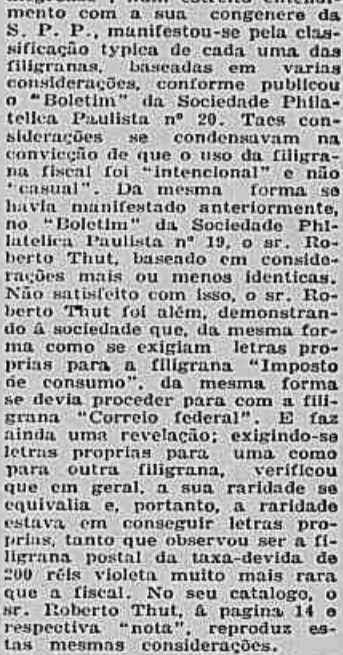 mento com a sua congenere da
S. P. P., manifestou-se pela clas-
sificação typica de cada uma das
filigranas, baseadas em varias
considerações, conforme publicou
o "Boletim" da Sociedade Phila-
telica Paulista nº 20. Taes con-
siderações se condensavam na
convicção de que o uso da filigra-
na fiscal foi "intencional" e não
"casual". Da mesma forma se
havia manifestado anteriormente,
no "Boletim" da Sociedade Phi-
latelica Paulista nº 19, o sr. Ro-
berto Thut, baseado em conside-
rações mais ou menos identicas.
Não satisfeito com isso, o sr. Ro-
berto Thut foi além, demonstran-
do á sociedade que, da mesma for-
ma como se exigiam letras pro-
prias para a filigrana "Imposto
de consumo", da mesma forma
se devia proceder para com a fili-
grana "Correio federal". E faz
ainda uma revelação; exigindo-se
letras proprias para uma como
para outra filigrana, verificou
que em geral, a sua raridade se
equivalia e, portanto, a raridade
estava em conseguir letras pro-
prias, tanto que observou ser a fi-
ligrana postal da taxa-devida de
200 réis violeta muito mais rara
que a fiscal. No seu catalogo, o
sr. Roberto Thut, á pagina 14 e
respectiva "nota", reproduz es-
tas mesmas considerações.